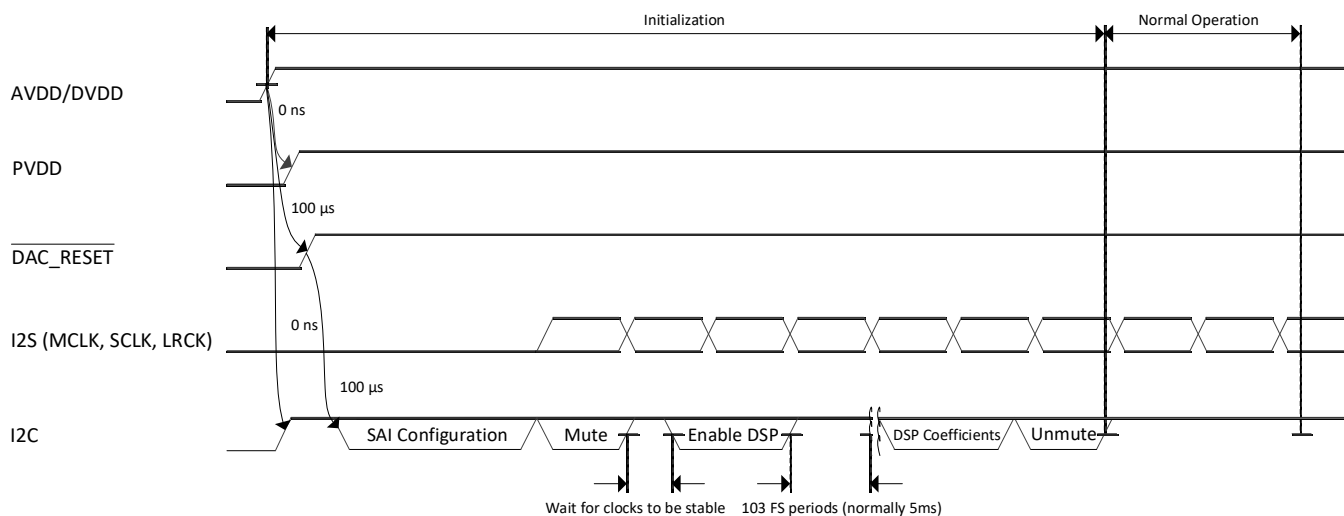 Initialization
Normal Operation
AVDD/DVDD
0 ns
PVDD
100 µs
DAC_RESET
0 ns
I2S (MCLK, SCLK, LRCK)
100 µs
I2C
SAI Configuration
Mute
Enable DSP
DSP Coefficients
Unmute
Wait for clocks to be stable
103 FS periods (normally 5ms)